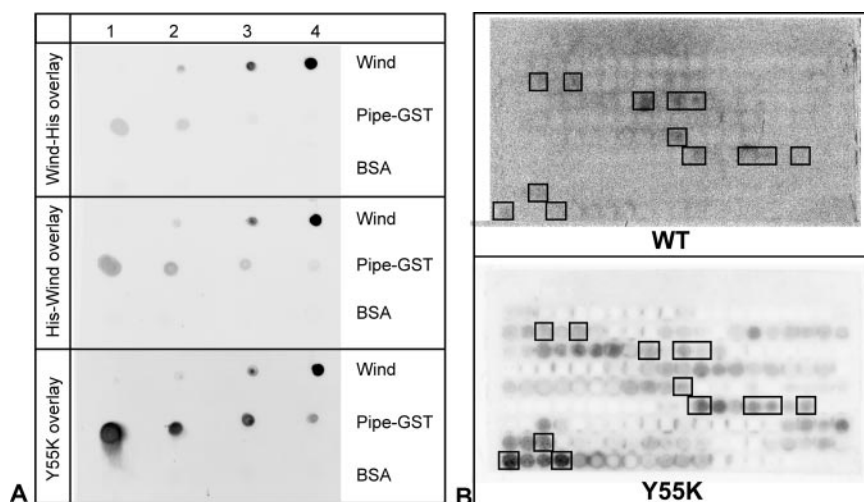 1 2 3 4
Wind-His overlay
Wind
Pipe-GST
BSA
His-Wind overlay
Wind
Pipe-GST
BSA
Y55K overlay
Wind
Pipe-GST
BSA
A
WT
Y55K
B